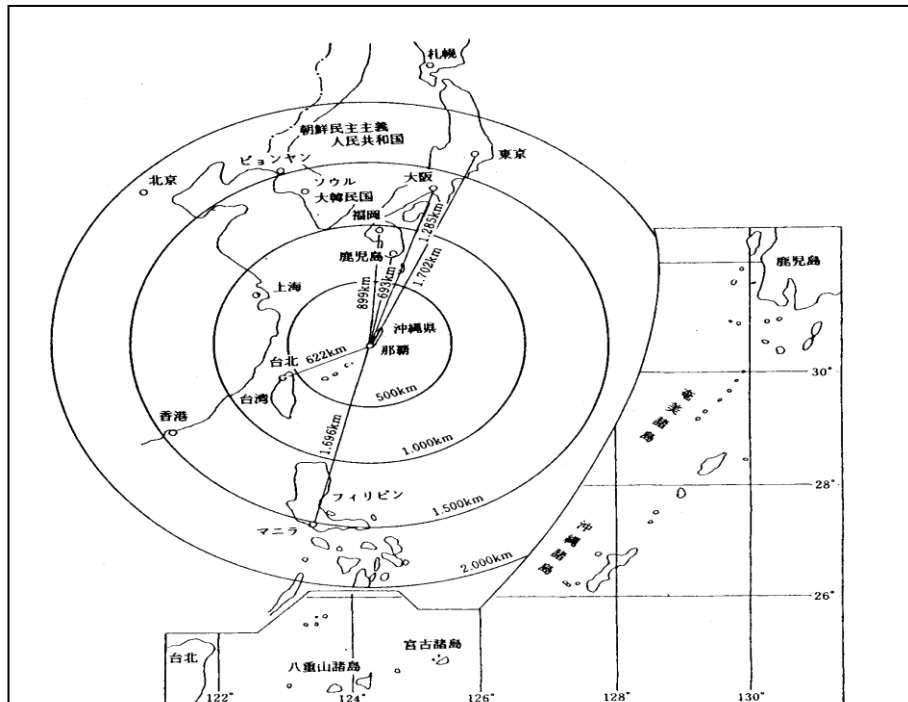 札幌
朝鮮民主主義
人民共和国
東京
ピョンヤン
北京
ソウル
大韓民国
大阪
福岡
1.285km
鹿児島
899km
693km
1.702km
上海
沖縄県
那覇
622km
台北
台湾
500km
香港
1.696km
1.000km
フィリピン
1.500km
マニラ
2.000km
鹿児島
30°
奄美諸島
28°
沖縄諸島
26°
台北
八重山諸島
宮古諸島
122°
124°
126°
128°
130°